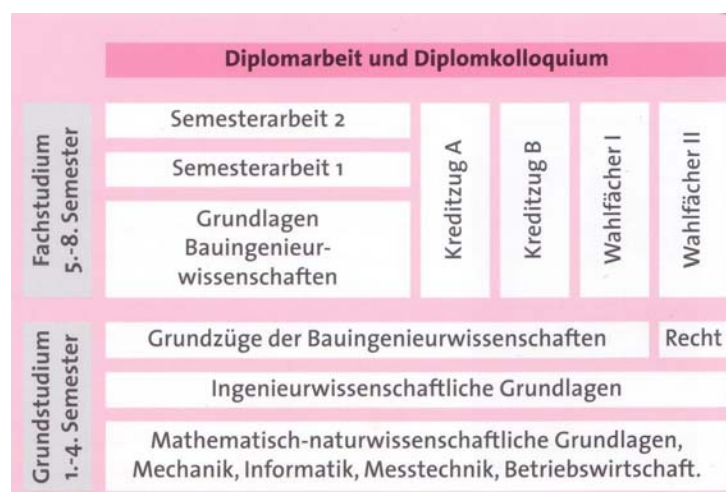 Diplomarbeit und Diplomkolloquium
Fachstudium
5.-8. Semester
Semesterarbeit 2
Semesterarbeit 1
Grundlagen
Bauingenieur-
wissenschaften
Kreditzug A
Kreditzug B
Wahlfächer I
Wahlfächer II
Grundstudium
1.-4. Semester
Grundzüge der Bauingenieurwissenschaften
Recht
Ingenieurwissenschaftliche Grundlagen
Mathematisch-naturwissenschaftliche Grundlagen,
Mechanik, Informatik, Messtechnik, Betriebswirtschaft.